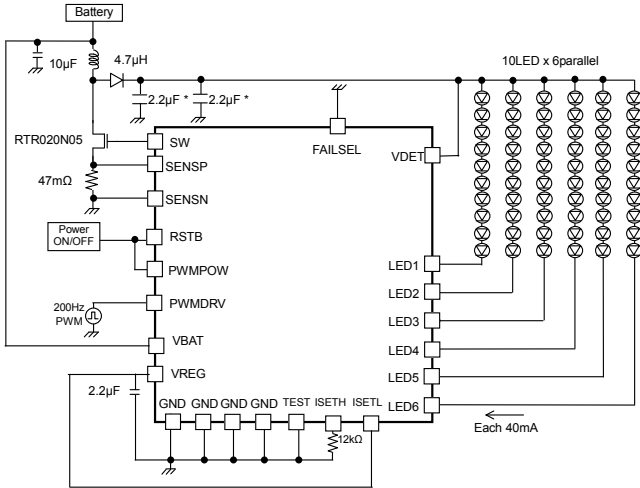 Battery
10µF
4.7µH
2.2µF *
2.2µF *
10LED x 6parallel
RTR020N05
SW
FAILSEL
VDET
SENSP
47mΩ
SENSN
Power
ON/OFF
RSTB
PWMPOW
LED1
LED2
200Hz
PWM
PWMDRV
LED3
VBAT
LED4
VREG
LED5
2.2µF
GND
GND
GND
GND
TEST
ISETH
ISETL
LED6
12kΩ
Each 40mA